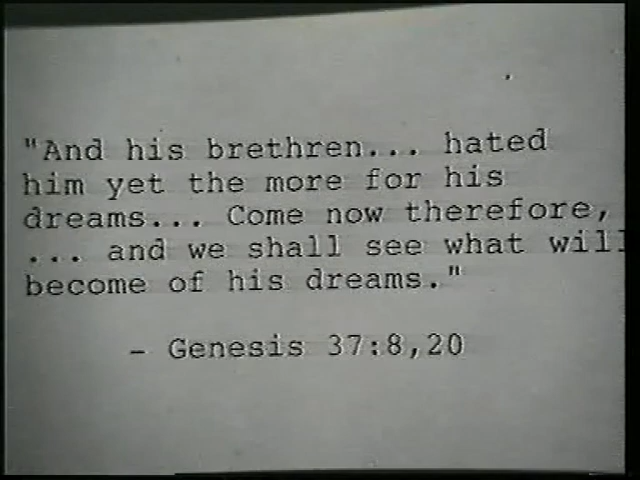 "And his brethren... hated
him yet the more for his
dreams... Come now therefore,
... and we shall see what will
become of his dreams."
- Genesis 37:8,20